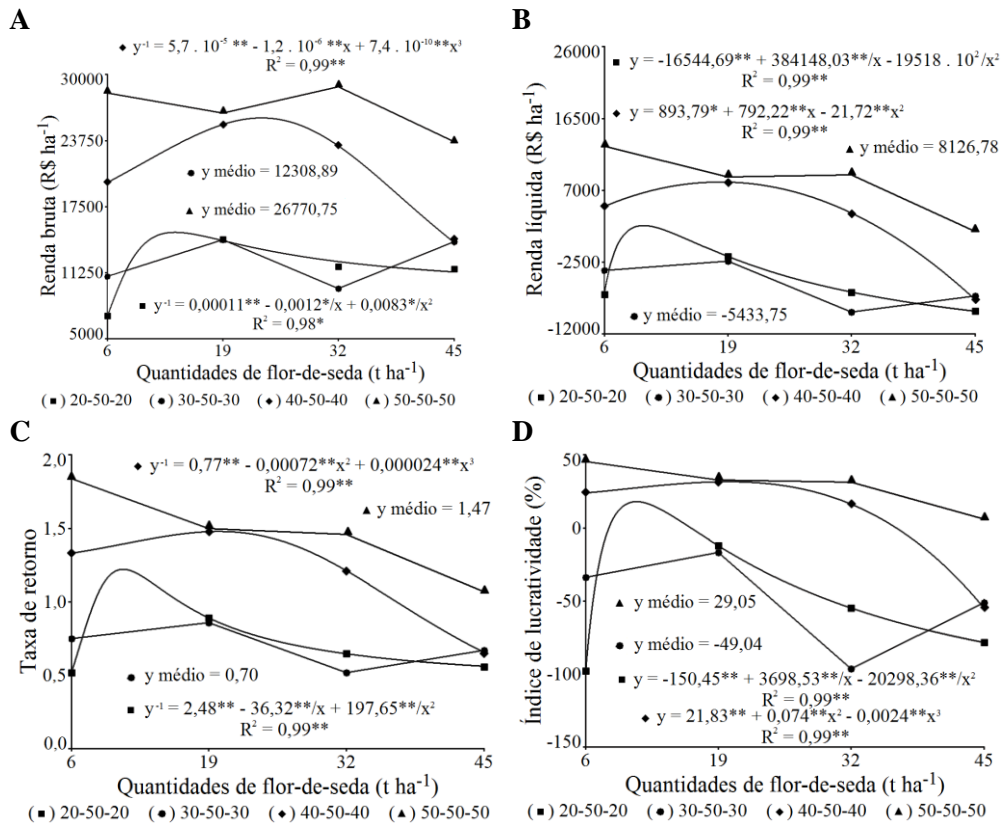 A
◆ y⁻¹ = 5,7 . 10⁻⁵ ** - 1,2 . 10⁻⁶ **x + 7,4 . 10⁻¹⁰**x³
R² = 0,99**
Renda bruta (R$ ha⁻¹)
30000
23750
17500
11250
5000
● y médio = 12308,89
▲ y médio = 26770,75
■ y⁻¹ = 0,00011** - 0,0012*/x + 0,0083*/x²
R² = 0,98*
6 19 32 45
Quantidades de flor-de-seda (t ha⁻¹)
(■) 20-50-20 (●) 30-50-30 (◆) 40-50-40 (▲) 50-50-50
B
Renda líquida (R$ ha⁻¹)
26000
16500
7000
-2500
-12000
■ y = -16544,69** + 384148,03**/x - 19518 . 10²/x²
R² = 0,99**
◆ y = 893,79* + 792,22**x - 21,72**x²
R² = 0,99**
▲ y médio = 8126,78
● y médio = -5433,75
6 19 32 45
Quantidades de flor-de-seda (t ha⁻¹)
(■) 20-50-20 (●) 30-50-30 (◆) 40-50-40 (▲) 50-50-50
C
Taxa de retorno
2,0
1,5
1,0
0,5
0,0
◆ y⁻¹ = 0,77** - 0,00072**x² + 0,000024**x³
R² = 0,99**
▲ y médio = 1,47
● y médio = 0,70
■ y⁻¹ = 2,48** - 36,32**/x + 197,65**/x²
R² = 0,99**
6 19 32 45
Quantidades de flor-de-seda (t ha⁻¹)
(■) 20-50-20 (●) 30-50-30 (◆) 40-50-40 (▲) 50-50-50
D
Índice de lucratividade (%)
50
0
-50
-100
-150
▲ y médio = 29,05
● y médio = -49,04
■ y = -150,45** + 3698,53**/x - 20298,36**/x²
R² = 0,99**
◆ y = 21,83** + 0,074**x² - 0,0024**x³
R² = 0,99**
6 19 32 45
Quantidades de flor-de-seda (t ha⁻¹)
(■) 20-50-20 (●) 30-50-30 (◆) 40-50-40 (▲) 50-50-50